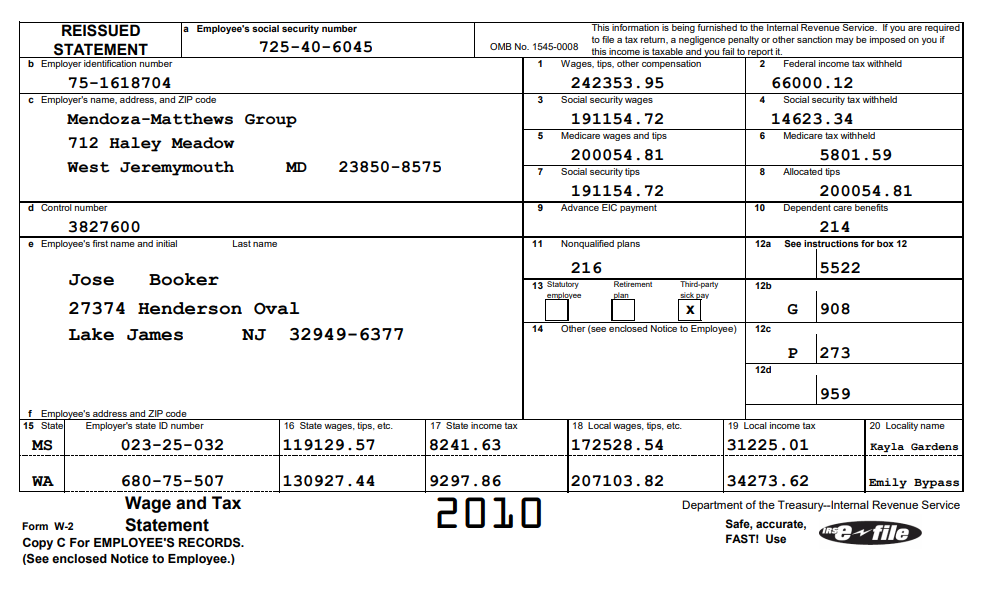 REISSUED STATEMENT
a Employee's social security number
725-40-6045
OMB No. 1545-0008
This information is being furnished to the Internal Revenue Service. If you are required
to file a tax return, a negligence penalty or other sanction may be imposed on you if
this income is taxable and you fail to report it.
b Employer identification number
75-1618704
1 Wages, tips, other compensation
242353.95
2 Federal income tax withheld
66000.12
c Employer's name, address, and ZIP code
Mendoza-Matthews Group
712 Haley Meadow
West Jeremymouth MD 23850-8575
3 Social security wages
191154.72
4 Social security tax withheld
14623.34
5 Medicare wages and tips
200054.81
6 Medicare tax withheld
5801.59
7 Social security tips
191154.72
8 Allocated tips
200054.81
d Control number
3827600
9 Advance EIC payment
10 Dependent care benefits
214
e Employee's first name and initial Last name
Jose Booker
27374 Henderson Oval
Lake James NJ 32949-6377
11 Nonqualified plans
216
12a See instructions for box 12
5522
13 Statutory employee
Retirement plan
Third-party sick pay
x
12b
G 908
14 Other (see enclosed Notice to Employee)
12c
P 273
12d
959
f Employee's address and ZIP code
15 State Employer's state ID number 16 State wages, tips, etc. 17 State income tax 18 Local wages, tips, etc. 19 Local income tax 20 Locality name
MS 023-25-032 119129.57 8241.63 172528.54 31225.01 Kayla Gardens
WA 680-75-507 130927.44 9297.86 207103.82 34273.62 Emily Bypass
Form W-2
Wage and Tax
Statement
2010
Department of the Treasury--Internal Revenue Service
Copy C For EMPLOYEE'S RECORDS.
(See enclosed Notice to Employee.)
Safe, accurate,
FAST! Use
IRS e-file